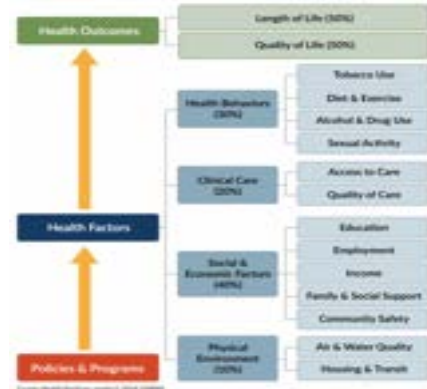 Health Outcomes
Length of Life (50%)
Quality of Life (50%)
Health Behaviors
(30%)
Tobacco Use
Diet & Exercise
Alcohol & Drug Use
Sexual Activity
Clinical Care
(20%)
Access to Care
Quality of Care
Health Factors
Social &
Economic Factors
(40%)
Education
Employment
Income
Family & Social Support
Community Safety
Physical
Environment
(10%)
Air & Water Quality
Housing & Transit
Policies & Programs